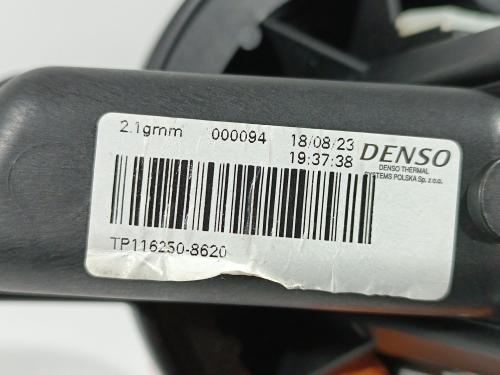 2.1gmm 000094 18/08/23
19:37:38
DENSO
DENSO THERMAL
SYSTEMS POLSKA Sp. z o.o.
TP116250-8620